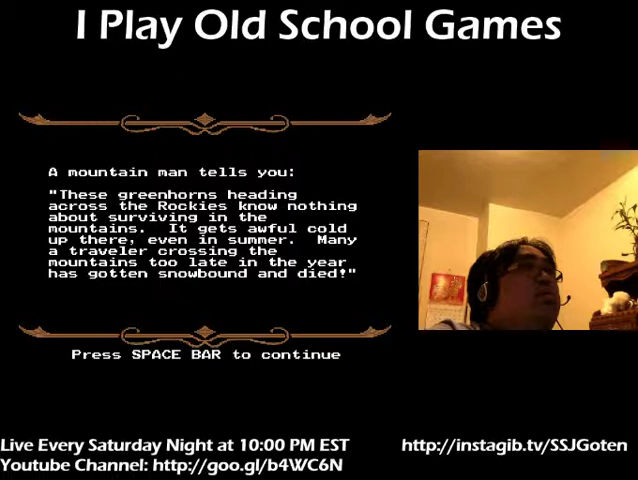 I Play Old School Games
A mountain man tells you:
"These greenhorns heading
across the Rockies know nothing
about surviving in the
mountains.  It gets awful cold
up there, even in summer.  Many
a traveler crossing the
mountains too late in the year
has gotten snowbound and died!"
Press SPACE BAR to continue
Live Every Saturday Night at 10:00 PM EST
http://instagib.tv/SSJGoten
Youtube Channel: http://goo.gl/b4WC6N